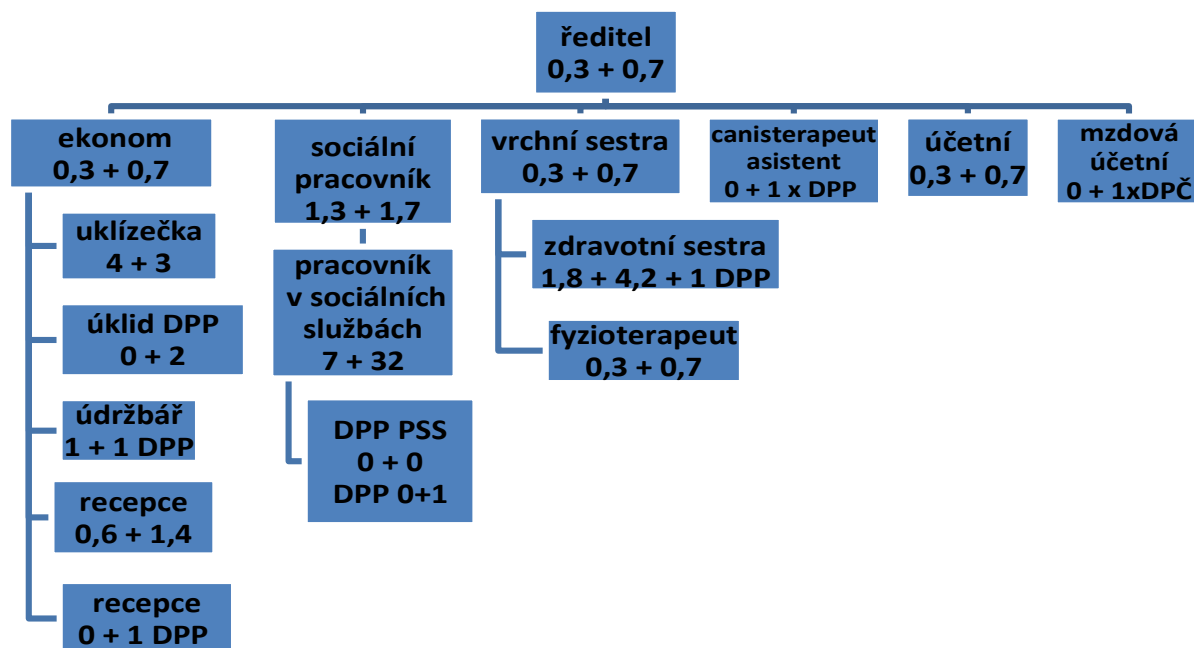 ředitel
0,3 + 0,7
ekonom
0,3 + 0,7
uklízečka
4 + 3
úklid DPP
0 + 2
údržbář
1 + 1 DPP
recepce
0,6 + 1,4
recepce
0 + 1 DPP
sociální
pracovník
1,3 + 1,7
pracovník
v sociálních
službách
7 + 32
DPP PSS
0 + 0
DPP 0+1
vrchní sestra
0,3 + 0,7
zdravotní sestra
1,8 + 4,2 + 1 DPP
fyzioterapeut
0,3 + 0,7
canisterapeut
asistent
0 + 1 x DPP
účetní
0,3 + 0,7
mzdová
účetní
0 + 1xDPČ